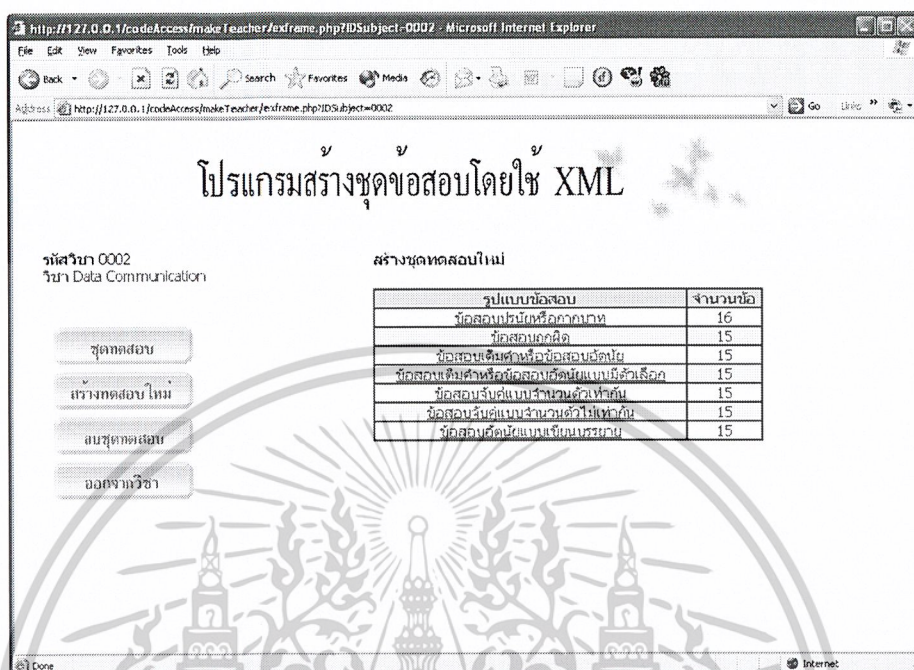 http://127.0.0.1/codeAccess/makeTeacher/exframe.php?IDSubject=0002 - Microsoft Internet Explorer
File Edit View Favorites Tools Help
Back Search Favorites Media
Address http://127.0.0.1/codeAccess/makeTeacher/exframe.php?IDSubject=0002 Go Links »
โปรแกรมสร้างชุดข้อสอบโดยใช้ XML
รหัสวิชา 0002
วิชา Data Communication
ชุดทดสอบ
สร้างทดสอบใหม่
ลบชุดทดสอบ
ออกจากวิชา
สร้างชุดทดสอบใหม่
รูปแบบข้อสอบ จำนวนข้อ
ข้อสอบปรนัยหรือกากบาท 16
ข้อสอบถูกผิด 15
ข้อสอบเติมคำหรือข้อสอบอัตนัย 15
ข้อสอบเติมคำหรือข้อสอบอัตนัยแบบมีตัวเลือก 15
ข้อสอบจับคู่แบบจำนวนตัวเท่ากัน 15
ข้อสอบจับคู่แบบจำนวนตัวไม่เท่ากัน 15
ข้อสอบอัตนัยแบบเขียนบรรยาย 15
Done Internet